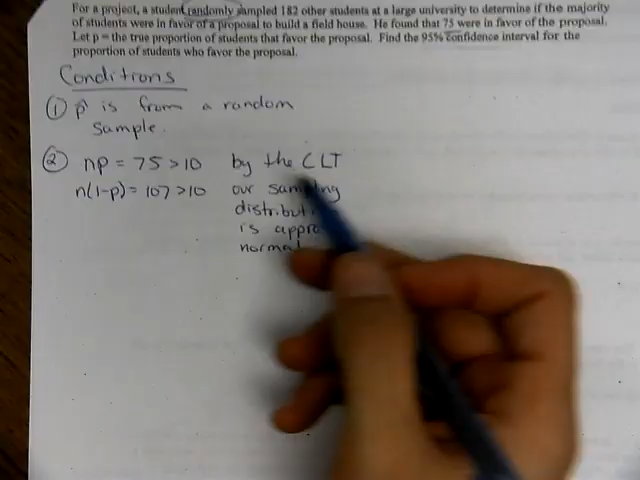 For a project, a student randomly sampled 182 other students at a large university to determine if the majority
of students were in favor of a proposal to build a field house. He found that 75 were in favor of the proposal.
Let p = the true proportion of students that favor the proposal. Find the 95% confidence interval for the
proportion of students who favor the proposal.
Conditions
① p̂ is from a random
sample.
② np = 75 > 10 by the CLT
n(1-p) = 107 > 10 our sampling
distribut
is appro
normal